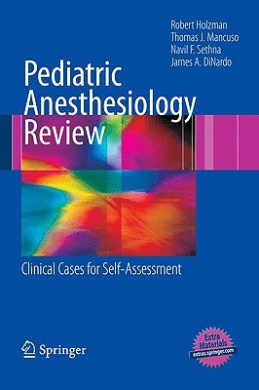 Robert Holzman
Thomas J. Mancuso
Navil F. Sethna
James A. DiNardo
Pediatric
Anesthesiology
Review
Clinical Cases for Self-Assessment
Springer
Extra
Materials
extras.springer.com